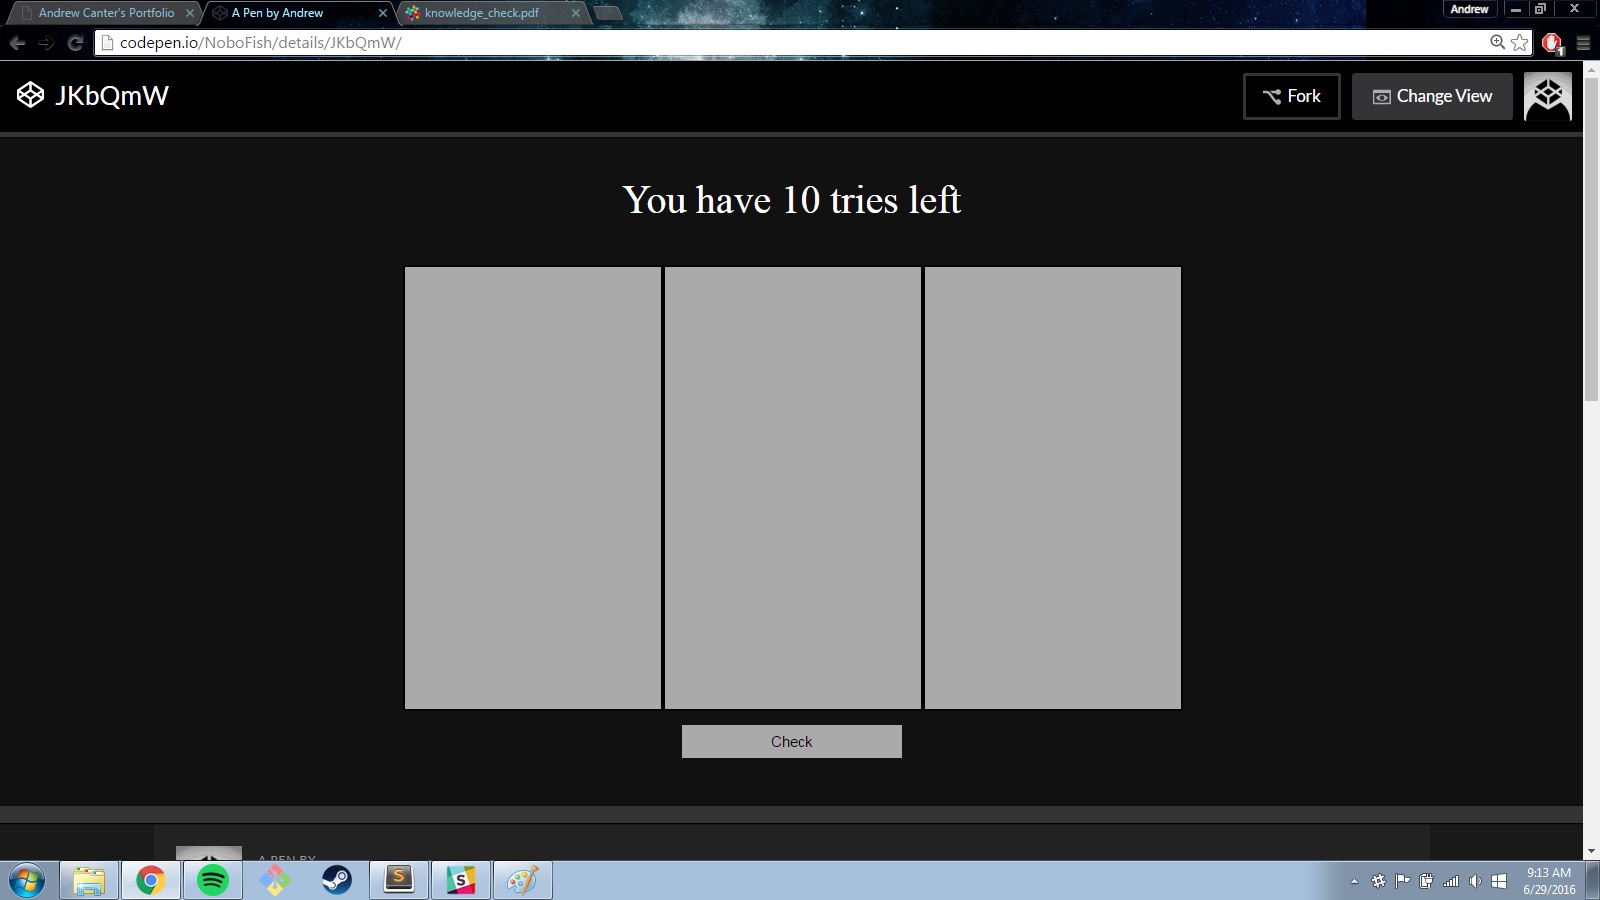 Andrew Canter's Portfolio
A Pen by Andrew
knowledge_check.pdf
Andrew
codepen.io/NoboFish/details/JKbQmW/
1
JKbQmW
Fork
Change View
You have 10 tries left
Check
A PEN BY
S
S
9:13 AM
6/29/2016